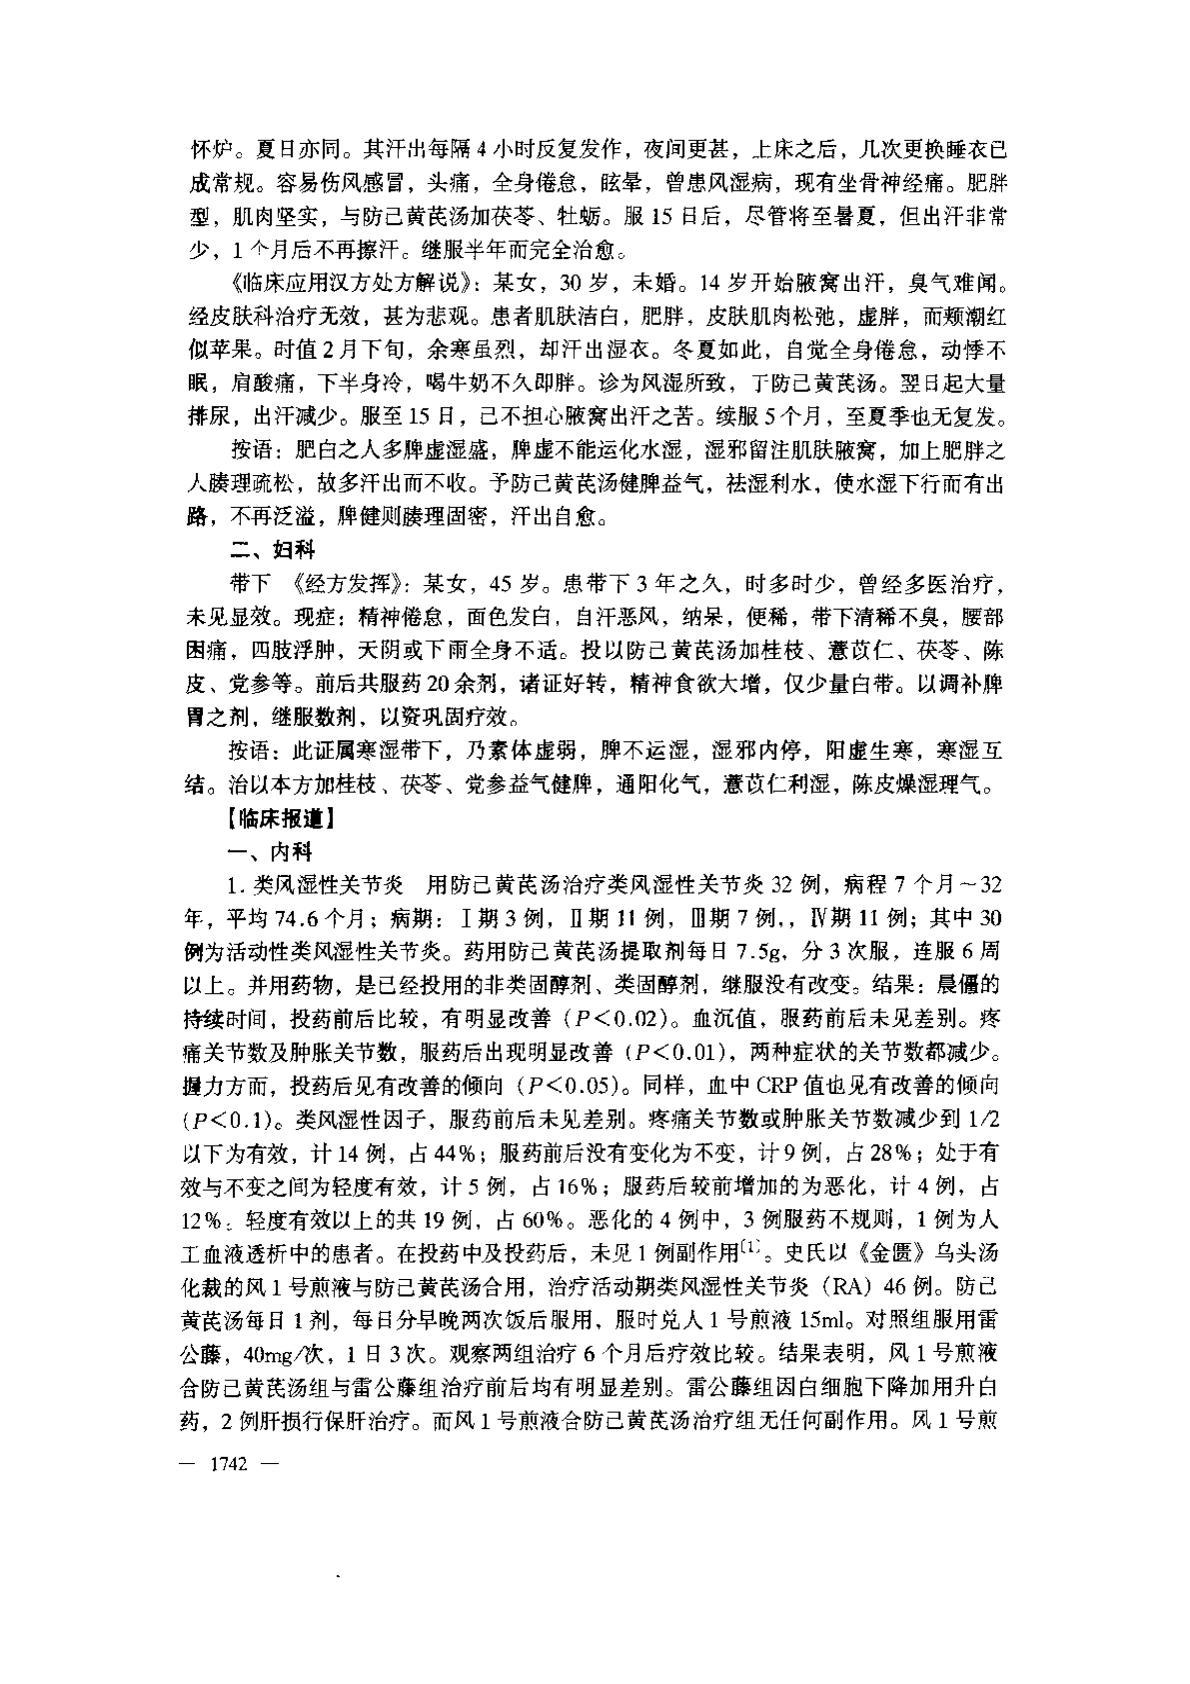 怀炉。夏日亦同。其汗出每隔 4 小时反复发作，夜间更甚，上床之后，几次更换睡衣已
成常规。容易伤风感冒，头痛，全身倦怠，眩晕，曾患风湿病，现有坐骨神经痛。肥胖
型，肌肉坚实，与防己黄芪汤加茯苓、牡蛎。服 15 日后，尽管将至暑夏，但出汗非常
少，1 个月后不再擦汗。继服半年而完全治愈。
《临床应用汉方处方解说》：某女，30 岁，未婚。14 岁开始腋窝出汗，臭气难闻。
经皮肤科治疗无效，甚为悲观。患者肌肤洁白，肥胖，皮肤肌肉松弛，虚胖，而颊潮红
似苹果。时值 2 月下旬，余寒虽烈，却汗出湿衣。冬夏如此，自觉全身倦怠，动悸不
眠，肩酸痛，下半身冷，喝牛奶不久即胖。诊为风湿所致，于防己黄芪汤。翌日起大量
排尿，出汗减少。服至 15 日，己不担心腋窝出汗之苦。续服 5 个月，至夏季也无复发。
按语：肥白之人多脾虚湿盛，脾虚不能运化水湿，湿邪留注肌肤腋窝，加上肥胖之
人腠理疏松，故多汗出而不收。予防己黄芪汤健脾益气，祛湿利水，使水湿下行而有出
路，不再泛溢，脾健则腠理固密，汗出自愈。
二、妇科
带下　《经方发挥》：某女，45 岁。患带下 3 年之久，时多时少，曾经多医治疗，
未见显效。现症：精神倦怠，面色发白，自汗恶风，纳呆，便稀，带下清稀不臭，腰部
困痛，四肢浮肿，天阴或下雨全身不适。投以防己黄芪汤加桂枝、薏苡仁、茯苓、陈
皮、党参等。前后共服药 20 余剂，诸证好转，精神食欲大增，仅少量白带。以调补脾
胃之剂，继服数剂，以资巩固疗效。
按语：此证属寒湿带下，乃素体虚弱，脾不运湿，湿邪内停，阳虚生寒，寒湿互
结。治以本方加桂枝、茯苓、党参益气健脾，通阳化气，薏苡仁利湿，陈皮燥湿理气。
【临床报道】
一、内科
1. 类风湿性关节炎　用防己黄芪汤治疗类风湿性关节炎 32 例，病程 7 个月～32
年，平均 74.6 个月；病期：Ⅰ期 3 例，Ⅱ期 11 例，Ⅲ期 7 例，，Ⅳ期 11 例；其中 30
例为活动性类风湿性关节炎。药用防己黄芪汤提取剂每日 7.5g，分 3 次服，连服 6 周
以上。并用药物，是已经投用的非类固醇剂、类固醇剂，继服没有改变。结果：晨僵的
持续时间，投药前后比较，有明显改善（P＜0.02）。血沉值，服药前后未见差别。疼
痛关节数及肿胀关节数，服药后出现明显改善（P＜0.01），两种症状的关节数都减少。
握力方面，投药后见有改善的倾向（P＜0.05）。同样，血中 CRP 值也见有改善的倾向
(P＜0.1)。类风湿性因子，服药前后未见差别。疼痛关节数或肿胀关节数减少到 1/2
以下为有效，计 14 例，占 44%；服药前后没有变化为不变，计 9 例，占 28%；处于有
效与不变之间为轻度有效，计 5 例，占 16%；服药后较前增加的为恶化，计 4 例，占
12%。轻度有效以上的共 19 例，占 60%。恶化的 4 例中，3 例服药不规则，1 例为人
工血液透析中的患者。在投药中及投药后，未见 1 例副作用〔1〕。史氏以《金匮》乌头汤
化裁的风 1 号煎液与防己黄芪汤合用，治疗活动期类风湿性关节炎（RA）46 例。防己
黄芪汤每日 1 剂，每日分早晚两次饭后服用，服时兑人 1 号煎液 15ml。对照组服用雷
公藤，40mg/次，1 日 3 次。观察两组治疗 6 个月后疗效比较。结果表明，风 1 号煎液
合防己黄芪汤组与雷公藤组治疗前后均有明显差别。雷公藤组因白细胞下降加用升白
药，2 例肝损行保肝治疗。而风 1 号煎液合防己黄芪汤治疗组无任何副作用。风 1 号煎
— 1742 —